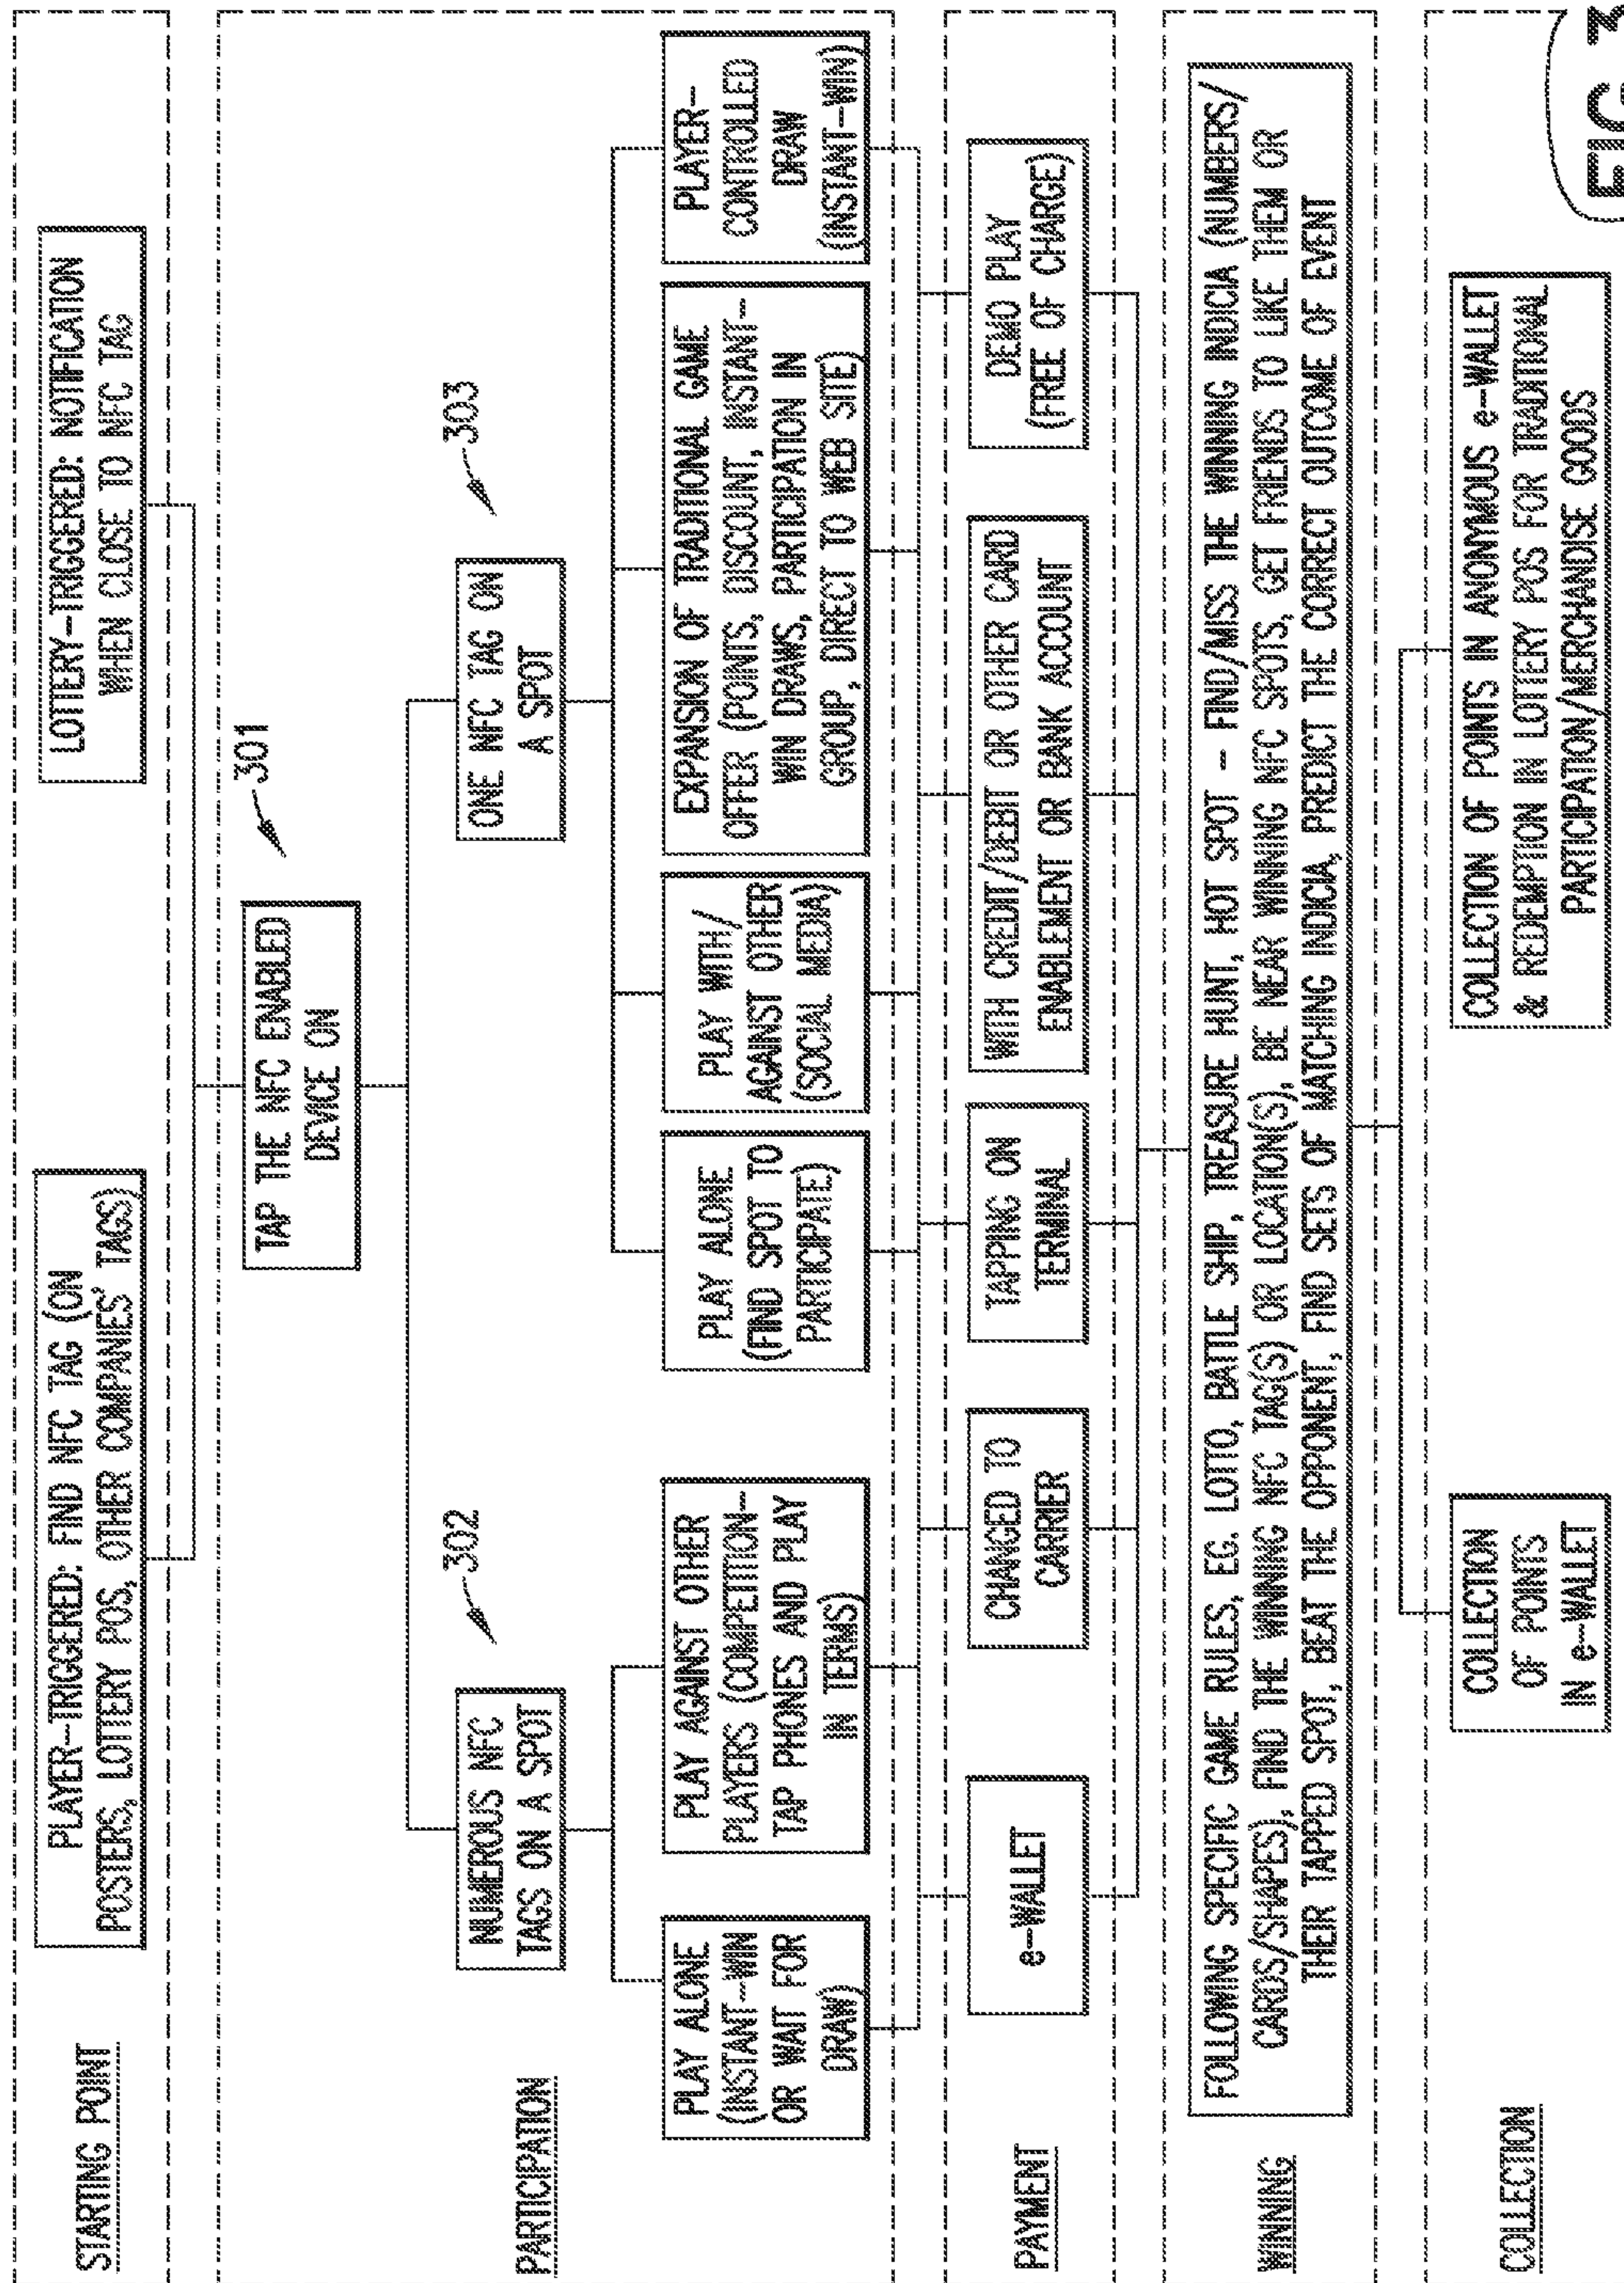 STARTING POINT
PLAYER-TRIGGERED: FIND NFC TAG (ON
POSTERS, LOTTERY POS, OTHER COMPANIES' TAGS)
LOTTERY-TRIGGERED: NOTIFICATION
WHEN CLOSE TO NFC TAG
PARTICIPATION
TAP THE NFC ENABLED
DEVICE ON
301
NUMEROUS NFC
TAGS ON A SPOT
302
ONE NFC TAG ON
A SPOT
303
PLAY ALONE
(INSTANT-WIN
OR WAIT FOR
DRAW)
PLAY AGAINST OTHER
PLAYERS (COMPETITION-
TAP PHONES AND PLAY
IN TERMS)
PLAY ALONE
(FIND SPOT TO
PARTICIPATE)
PLAY WITH/
AGAINST OTHER
(SOCIAL MEDIA)
EXPANSION OF TRADITIONAL GAME
OFFER (POINTS, DISCOUNT, INSTANT-
WIN DRAWS, PARTICIPATION IN
GROUP, DIRECT TO WEB SITE)
PLAYER-
CONTROLLED
DRAW
(INSTANT-WIN)
PAYMENT
e-WALLET
CHANGED TO
CARRIER
TAPPING ON
TERMINAL
WITH CREDIT/DEBIT OR OTHER CARD
ENABLEMENT OR BANK ACCOUNT
DEMO PLAY
(FREE OF CHARGE)
WINNING
FOLLOWING SPECIFIC GAME RULES, EG. LOTTO, BATTLE SHIP, TREASURE HUNT, HOT SPOT - FIND/MISS THE WINNING INDICIA (NUMBERS/
CARDS/SHAPES), FIND THE WINNING NFC TAG(S) OR LOCATION(S), BE NEAR WINNING NFC SPOTS, GET FRIENDS TO LIKE THEM OR
THEIR TAPPED SPOT, BEAT THE OPPONENT, FIND SETS OF MATCHING INDICIA, PREDICT THE CORRECT OUTCOME OF EVENT
COLLECTION
COLLECTION
OF POINTS
IN e-WALLET
COLLECTION OF POINTS IN ANONYMOUS e-WALLET
& REDEMPTION IN LOTTERY POS FOR TRADITIONAL
PARTICIPATION/MERCHANDISE GOODS
FIG 3